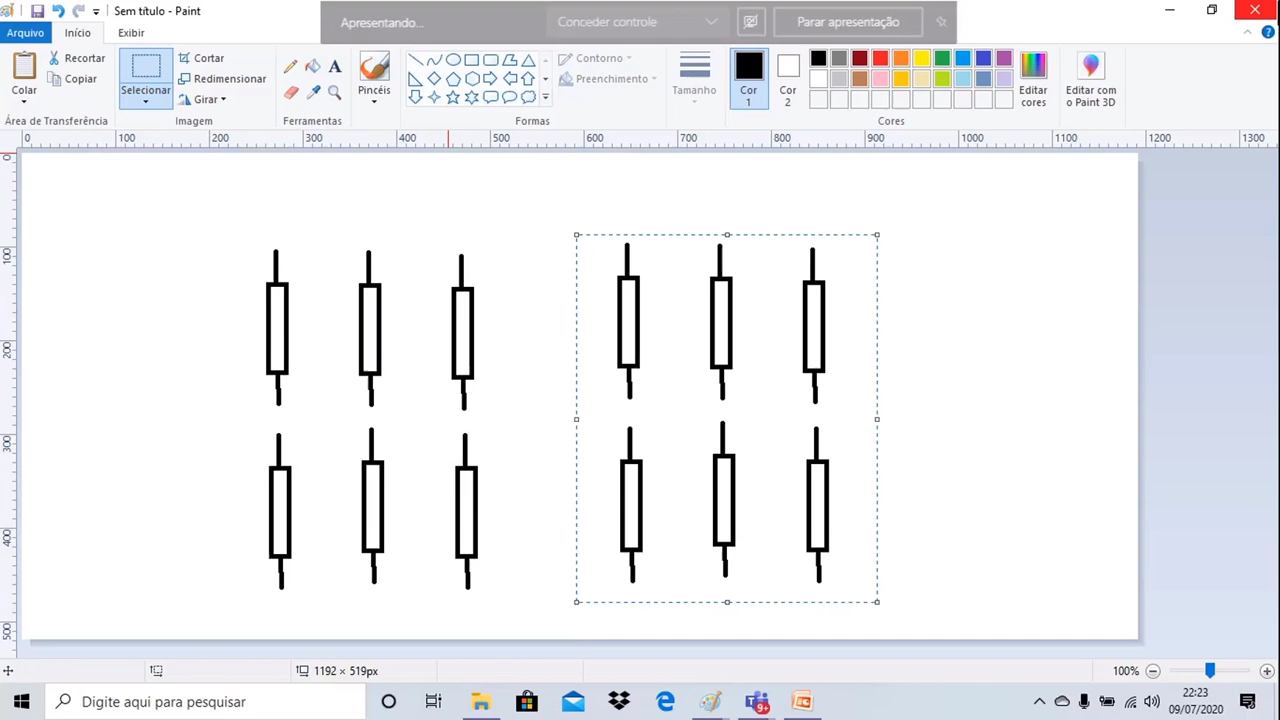 Sem título - Paint
Apresentando...
Conceder controle
Parar apresentação
Arquivo
Início
Exibir
Colar
Recortar
Copiar
Área de Transferência
Selecionar
Cortar
Redimensionar
Girar
Imagem
A
Ferramentas
Pincéis
Contorno
Preenchimento
Formas
Tamanho
Cor
1
Cor
2
Cores
Editar
cores
Editar com
o Paint 3D
0 100 200 300 400 500 600 700 800 900 1000 1100 1200 1300
0
100
200
300
400
500
1192 × 519px
100%
Digite aqui para pesquisar
9+
22:23
09/07/2020